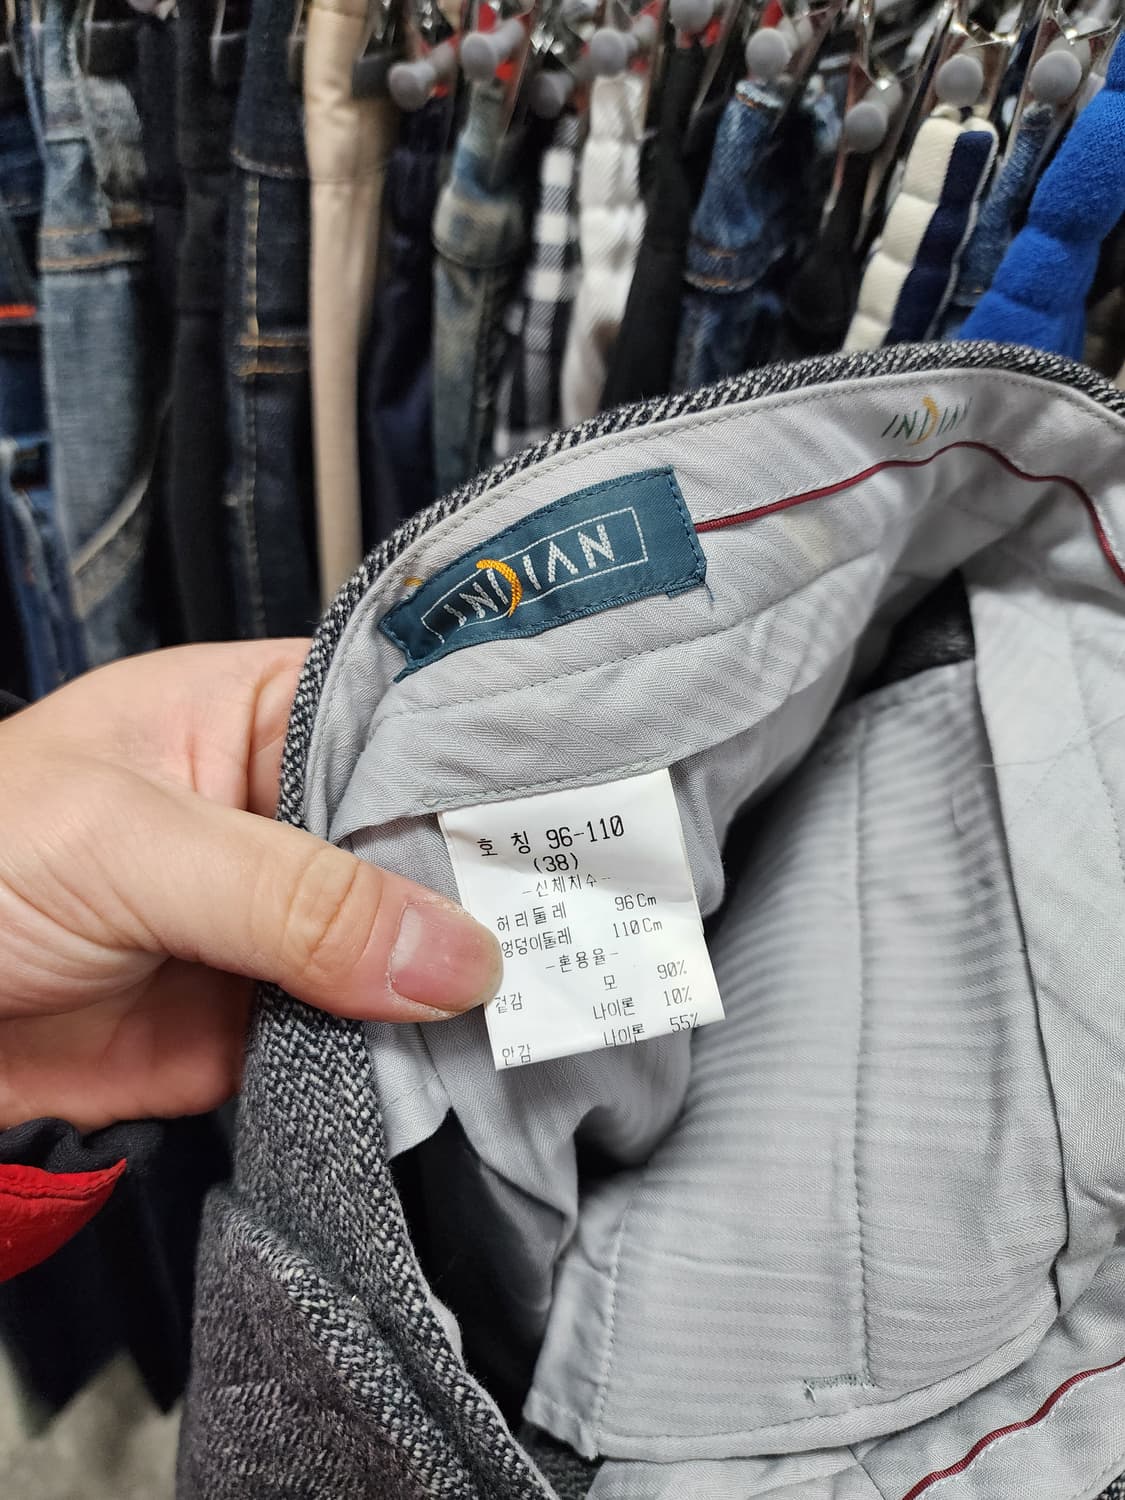 INDIAN
INDIAN
호 칭 96-110
(38)
-신체치수-
허리둘레 96Cm
엉덩이둘레 110Cm
-혼용율-
겉감 모 90%
나이론 10%
안감 나이론 55%